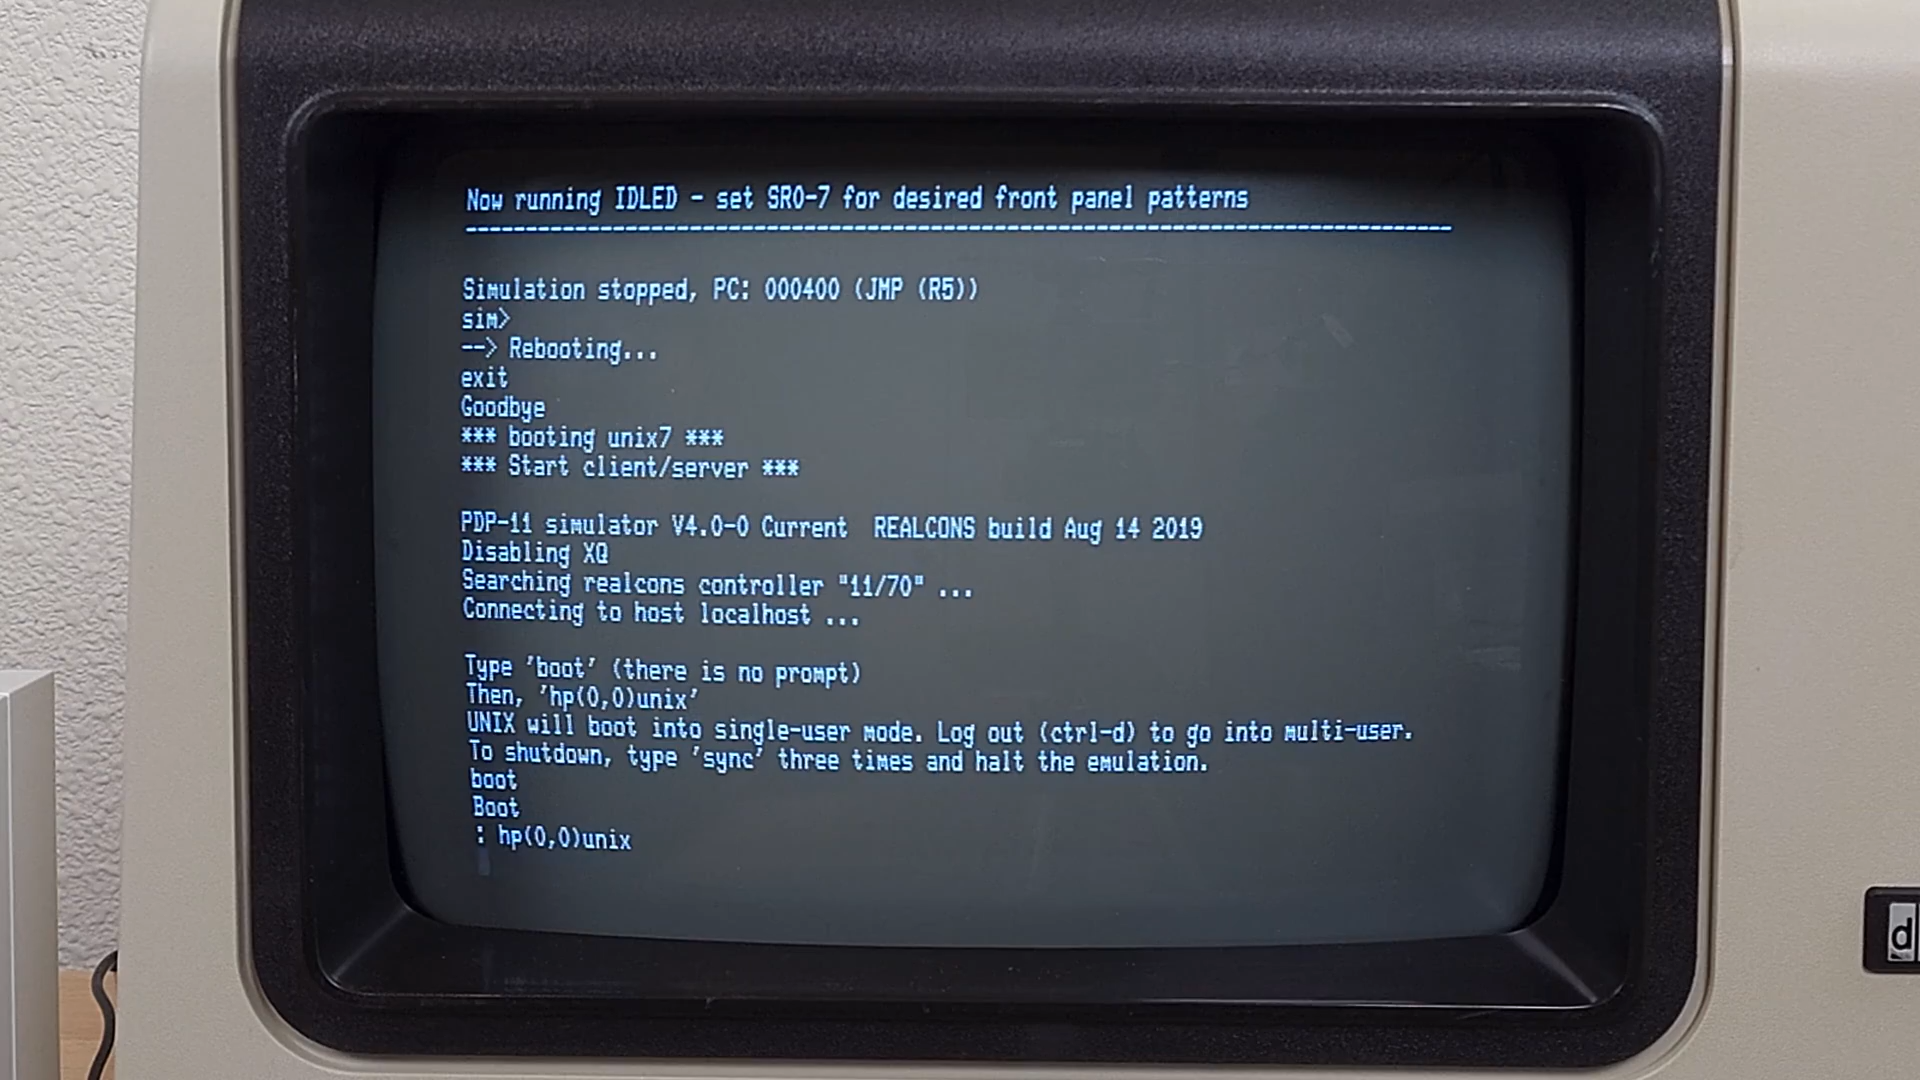 Now running IDLED - set SR0-7 for desired front panel patterns
--------------------------------------------------------------------------------
Simulation stopped, PC: 000400 (JMP (R5))
sim>
--> Rebooting...
exit
Goodbye
*** booting unix7 ***
*** Start client/server ***
PDP-11 simulator V4.0-0 Current  REALCONS build Aug 14 2019
Disabling XQ
Searching realcons controller "11/70" ...
Connecting to host localhost ...
Type 'boot' (there is no prompt)
Then, 'hp(0,0)unix'
UNIX will boot into single-user mode. Log out (ctrl-d) to go into multi-user.
To shutdown, type 'sync' three times and halt the emulation.
boot
Boot
: hp(0,0)unix
d